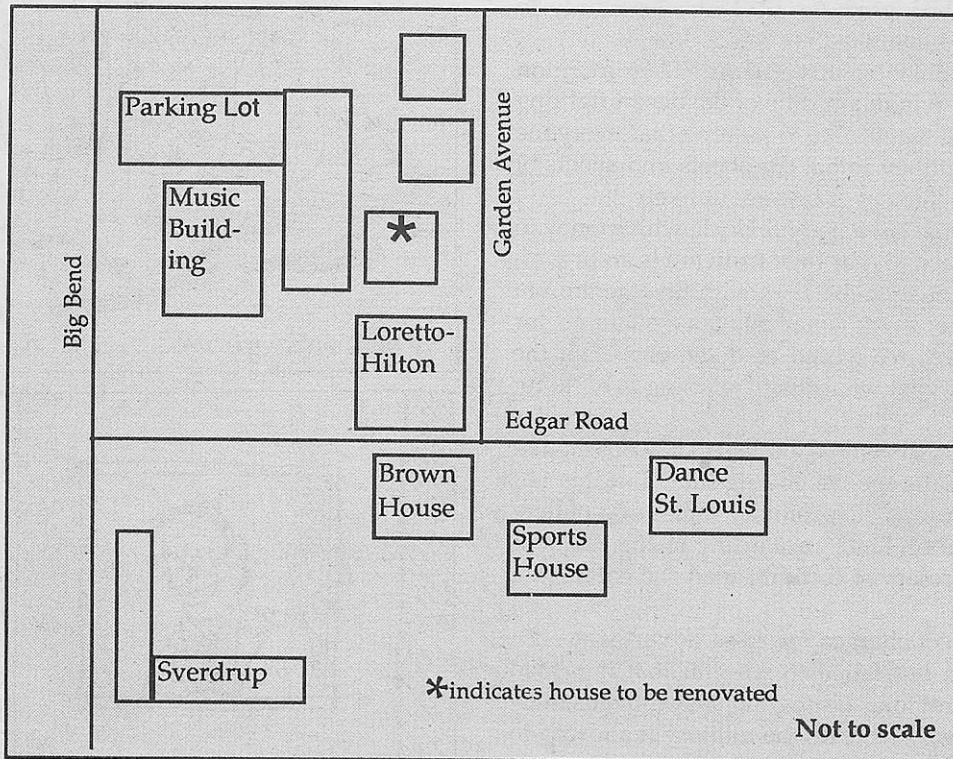 Parking Lot
Music
Build-
ing
*
Garden Avenue
Big Bend
Loretto-
Hilton
Edgar Road
Brown
House
Dance
St. Louis
Sports
House
Sverdrup
*indicates house to be renovated
Not to scale